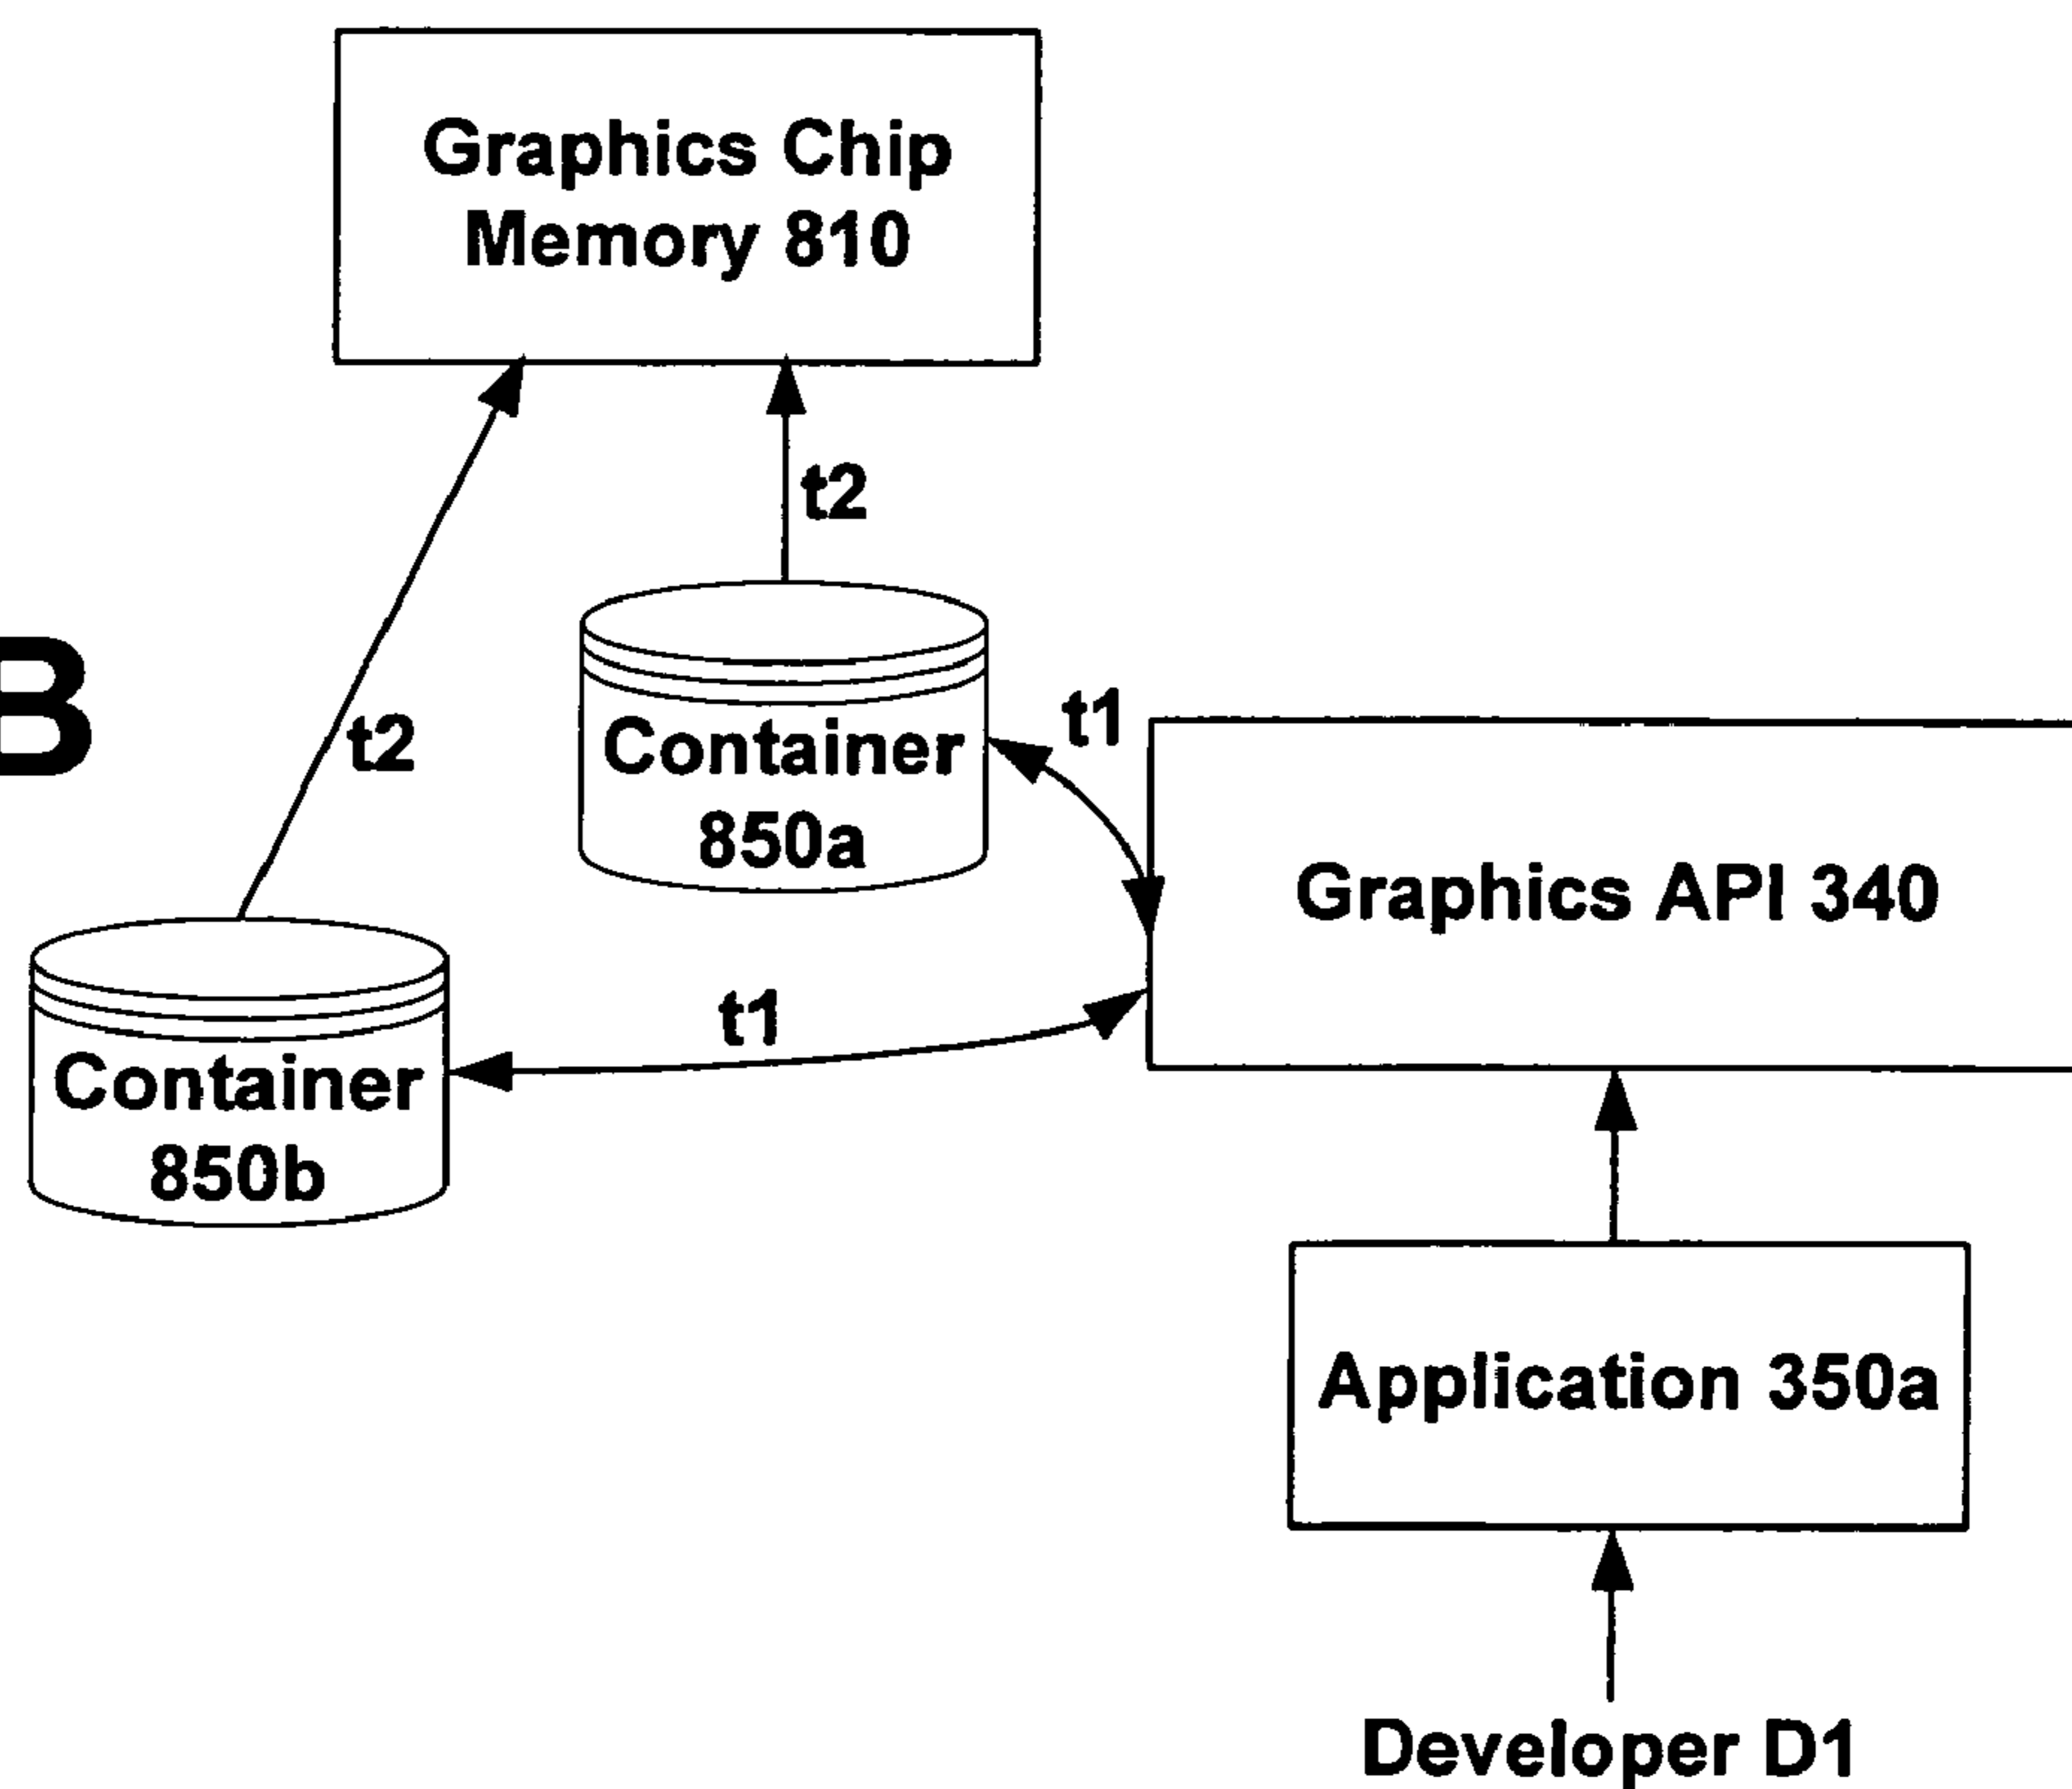 Graphics Chip
Memory 810
t2
B
t2
Container
850a
t1
Graphics API 340
t1
Container
850b
Application 350a
Developer D1